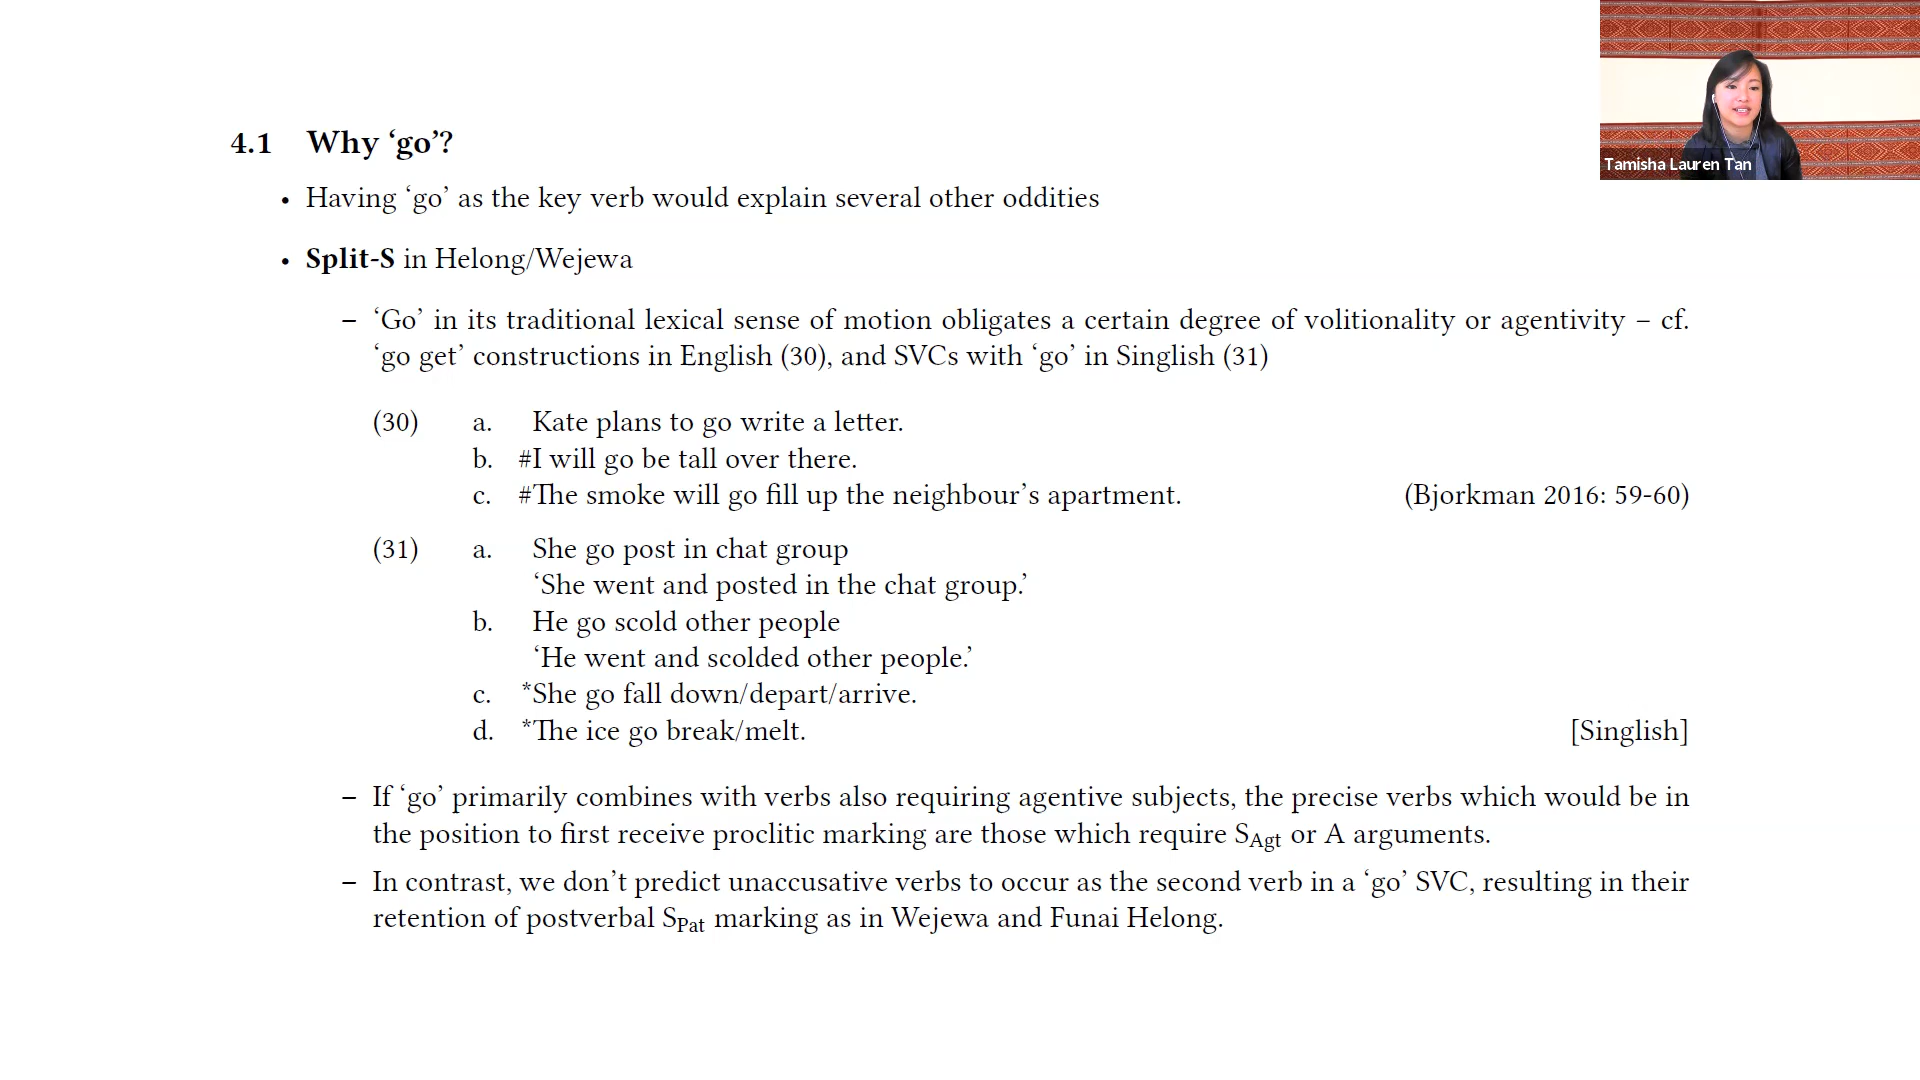 4.1 Why ‘go’?
• Having ‘go’ as the key verb would explain several other oddities
• Split-S in Helong/Wejewa
– ‘Go’ in its traditional lexical sense of motion obligates a certain degree of volitionality or agentivity – cf.
‘go get’ constructions in English (30), and SVCs with ‘go’ in Singlish (31)
(30) a. Kate plans to go write a letter.
b. #I will go be tall over there.
c. #The smoke will go fill up the neighbour’s apartment. (Bjorkman 2016: 59-60)
(31) a. She go post in chat group
‘She went and posted in the chat group.’
b. He go scold other people
‘He went and scolded other people.’
c. *She go fall down/depart/arrive.
d. *The ice go break/melt. [Singlish]
– If ‘go’ primarily combines with verbs also requiring agentive subjects, the precise verbs which would be in
the position to first receive proclitic marking are those which require SAgt or A arguments.
– In contrast, we don’t predict unaccusative verbs to occur as the second verb in a ‘go’ SVC, resulting in their
retention of postverbal SPat marking as in Wejewa and Funai Helong.
Tamisha Lauren Tan